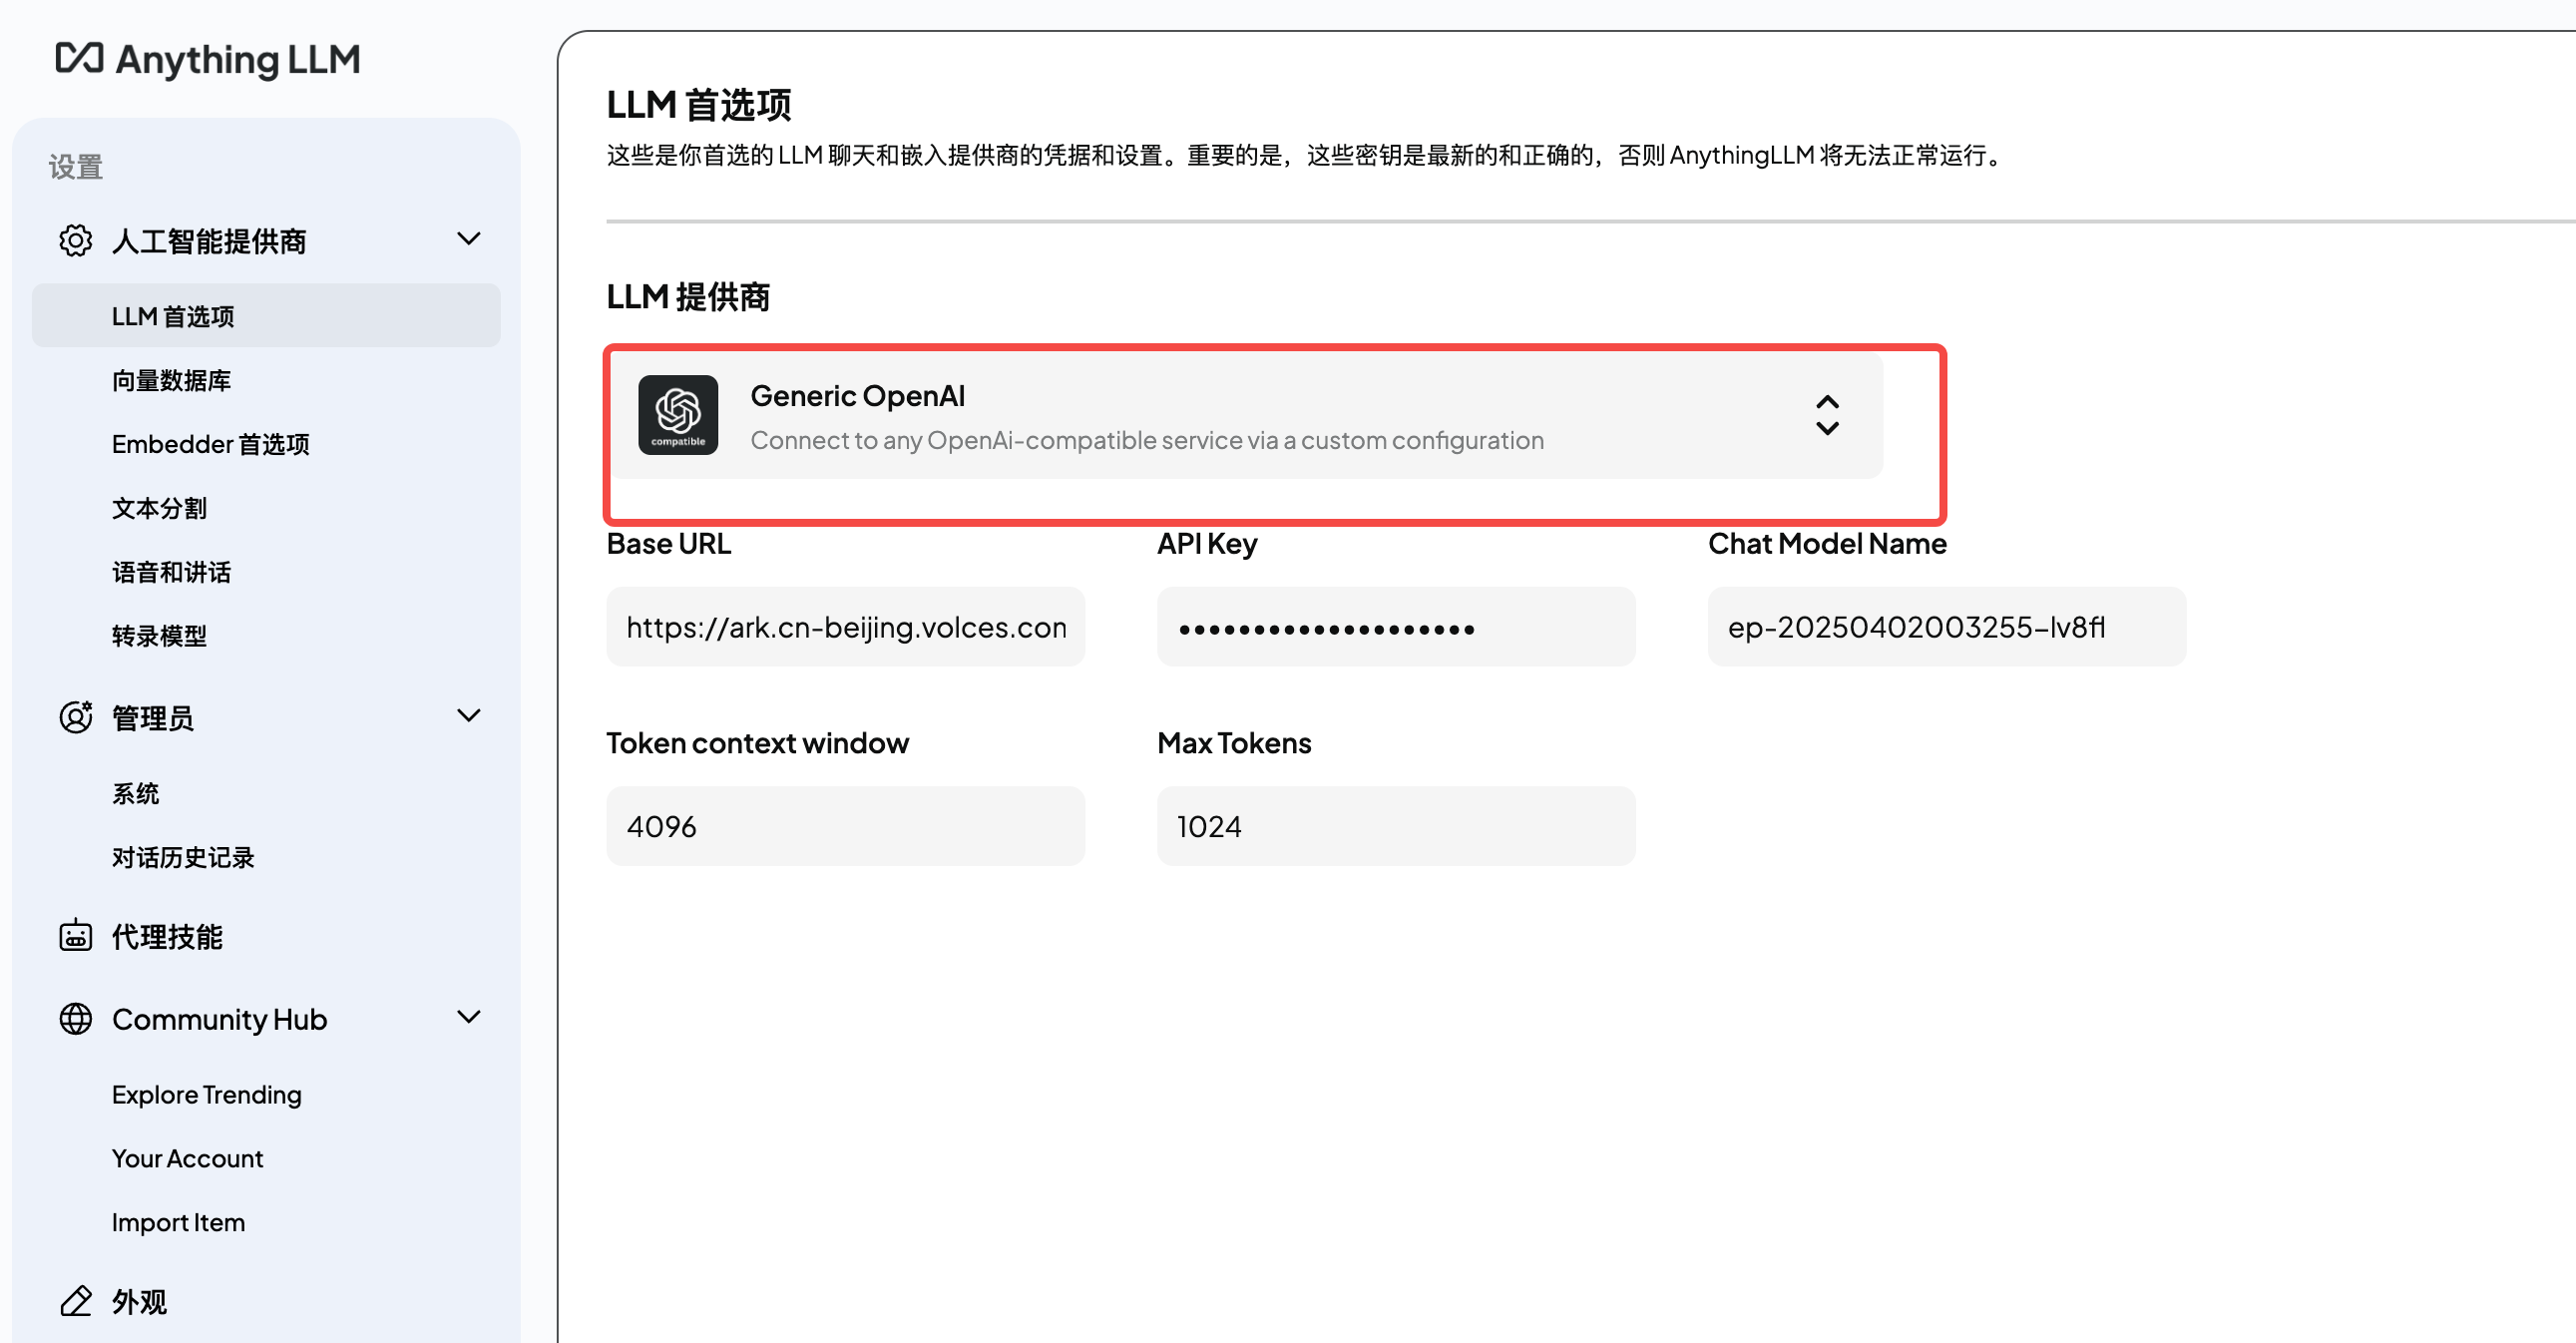 Anything LLM
设置
人工智能提供商
LLM 首选项
向量数据库
Embedder 首选项
文本分割
语音和讲话
转录模型
管理员
系统
对话历史记录
代理技能
Community Hub
Explore Trending
Your Account
Import Item
外观
LLM 首选项
这些是你首选的 LLM 聊天和嵌入提供商的凭据和设置。重要的是，这些密钥是最新的和正确的，否则 AnythingLLM 将无法正常运行。
LLM 提供商
compatible
Generic OpenAI
Connect to any OpenAi-compatible service via a custom configuration
Base URL
API Key
Chat Model Name
https://ark.cn-beijing.volces.con
••••••••••••••••••••
ep-20250402003255-lv8fl
Token context window
Max Tokens
4096
1024